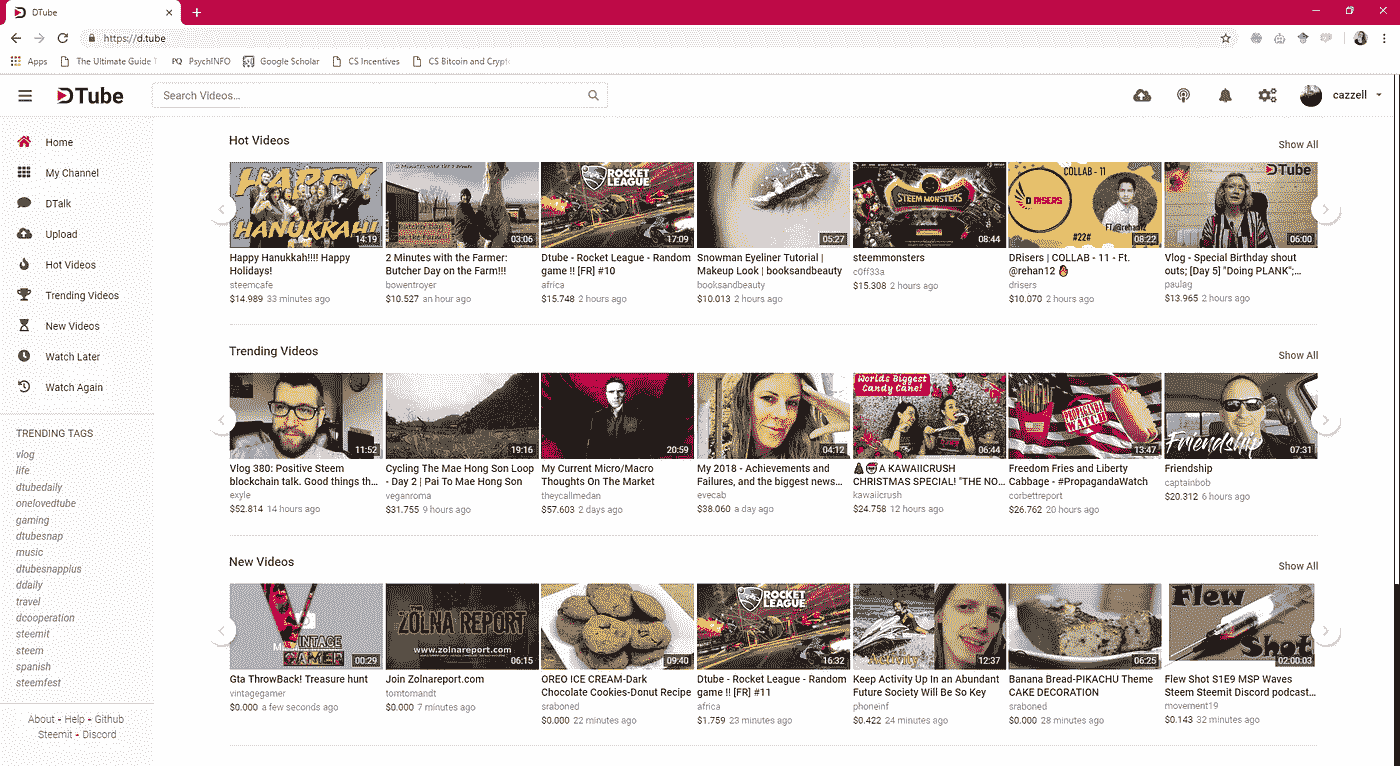 DTube
https://d.tube
Apps
The Ultimate Guide
PQ PsychINFO
Google Scholar
CS Incentives
CS Bitcoin and Crypt
DTube
Search Videos...
cazzell
Home
My Channel
DTalk
Upload
Hot Videos
Trending Videos
New Videos
Watch Later
Watch Again
TRENDING TAGS
vlog
life
dtubedaily
onelovedtube
gaming
dtubesnap
music
dtubesnapplus
ddaily
travel
dcooperation
steemit
steem
spanish
steemfest
About - Help - Github
Steemit - Discord
Hot Videos
Show All
HAPPY
HANUKKAH!
14:19
Happy Hanukkah!!!! Happy
Holidays!
steemcafe
$14.989 33 minutes ago
2 Minutes with the Farmer
03:06
2 Minutes with the Farmer:
Butcher Day on the Farm!!!
bowentroyer
$10.527 an hour ago
ROCKET
LEAGUE
17:09
Dtube - Rocket League - Random
game !! [FR] #10
africa
$15.748 2 hours ago
05:27
Snowman Eyeliner Tutorial |
Makeup Look | booksandbeauty
booksandbeauty
$10.013 2 hours ago
STEEM MONSTERS
08:44
steemmonsters
c0ff33a
$15.308 2 hours ago
COLLAB - 11
D RISERS
FT.@rehan12
#22#
08:22
DRisers | COLLAB - 11 - Ft.
@rehan12 🔥
drisers
$10.070 2 hours ago
DTube
06:00
Vlog - Special Birthday shout
outs; [Day 5] "Doing PLANK";...
paulag
$13.965 2 hours ago
Trending Videos
Show All
11:52
Vlog 380: Positive Steem
blockchain talk. Good things th...
exyle
$52.814 14 hours ago
19:16
Cycling The Mae Hong Son Loop
- Day 2 | Pai To Mae Hong Son
veganroma
$31.755 9 hours ago
20:59
My Current Micro/Macro
Thoughts On The Market
theycallmedan
$57.603 2 days ago
04:12
My 2018 - Achievements and
Failures, and the biggest news...
evecab
$38.060 a day ago
Worlds Biggest
Candy Cane!
06:44
🎄🎅A KAWAIICRUSH
CHRISTMAS SPECIAL! "THE NO...
kawaiicrush
$24.758 12 hours ago
PROPAGANDA
WATCH
13:47
Freedom Fries and Liberty
Cabbage - #PropagandaWatch
corbettreport
$26.762 20 hours ago
Friendship
07:31
Friendship
captainbob
$20.312 6 hours ago
New Videos
Show All
VINTAGE
GAMER
00:29
Gta ThrowBack! Treasure hunt
vintagegamer
$0.000 a few seconds ago
THE
ZOLNA REPORT
www.zolnareport.com
06:15
Join Zolnareport.com
tomtomandt
$0.000 7 minutes ago
09:40
OREO ICE CREAM-Dark
Chocolate Cookies-Donut Recipe
sraboned
$0.000 22 minutes ago
ROCKET
LEAGUE
16:32
Dtube - Rocket League - Random
game !! [FR] #11
africa
$1.759 23 minutes ago
Activity
12:37
Keep Activity Up In an Abundant
Future Society Will Be So Key
phoneinf
$0.422 24 minutes ago
06:25
Banana Bread-PIKACHU Theme
CAKE DECORATION
sraboned
$0.000 28 minutes ago
Flew
Shot
02:00:03
Flew Shot S1E9 MSP Waves
Steem Steemit Discord podcast...
movement19
$0.143 32 minutes ago